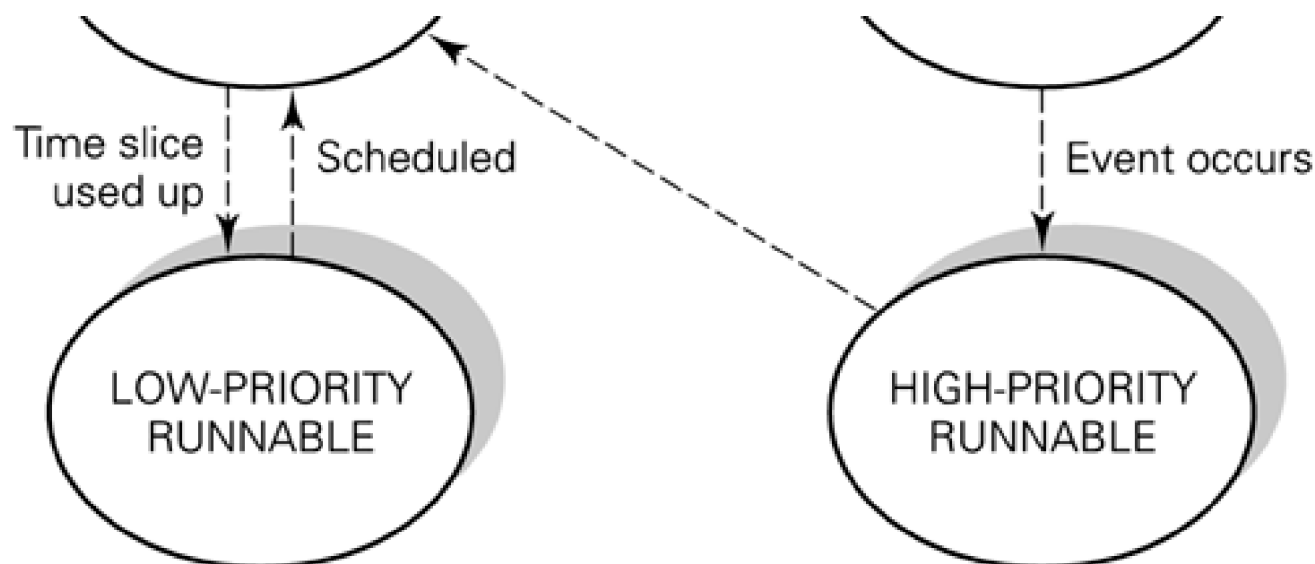 Time slice
used up
Scheduled
Event occurs
LOW-PRIORITY
RUNNABLE
HIGH-PRIORITY
RUNNABLE